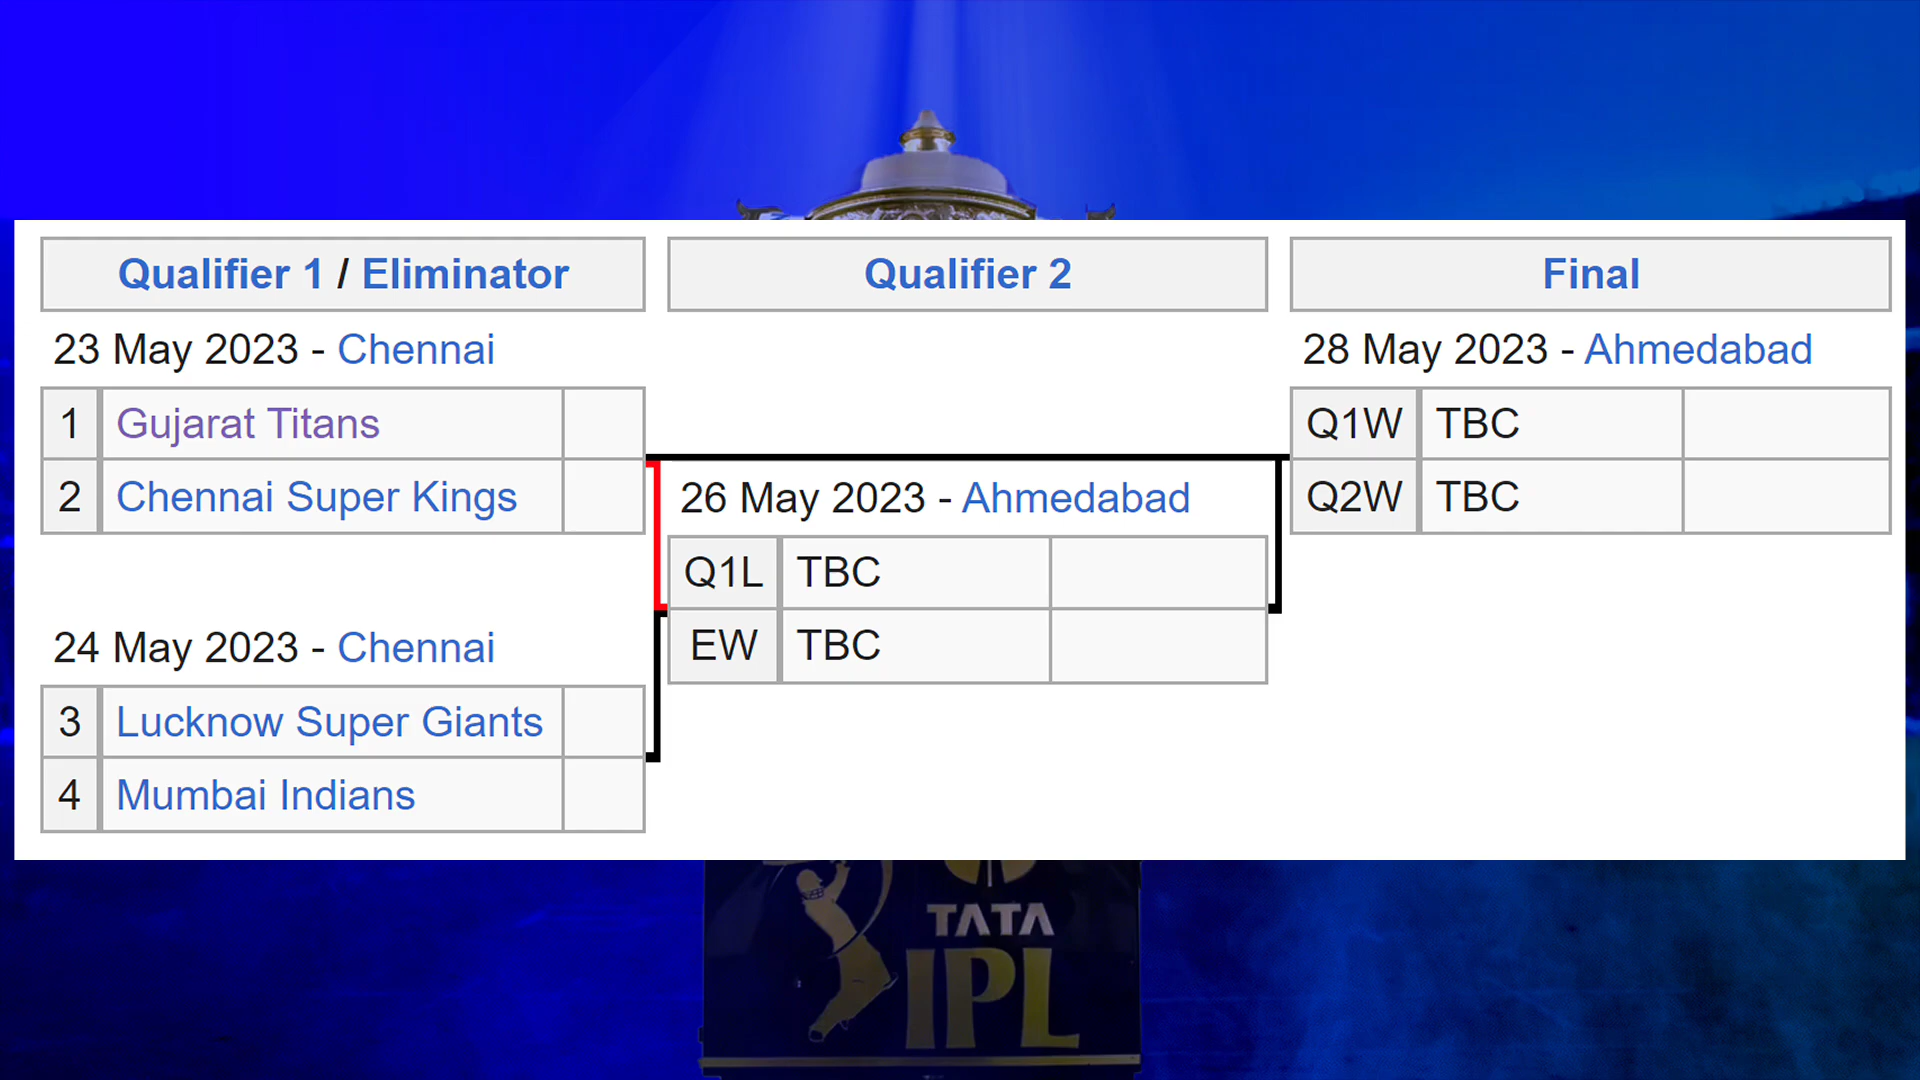 Qualifier 1 / Eliminator
Qualifier 2
Final
23 May 2023 - Chennai
1 Gujarat Titans
2 Chennai Super Kings
24 May 2023 - Chennai
3 Lucknow Super Giants
4 Mumbai Indians
26 May 2023 - Ahmedabad
Q1L TBC
EW TBC
28 May 2023 - Ahmedabad
Q1W TBC
Q2W TBC
TATA
IPL